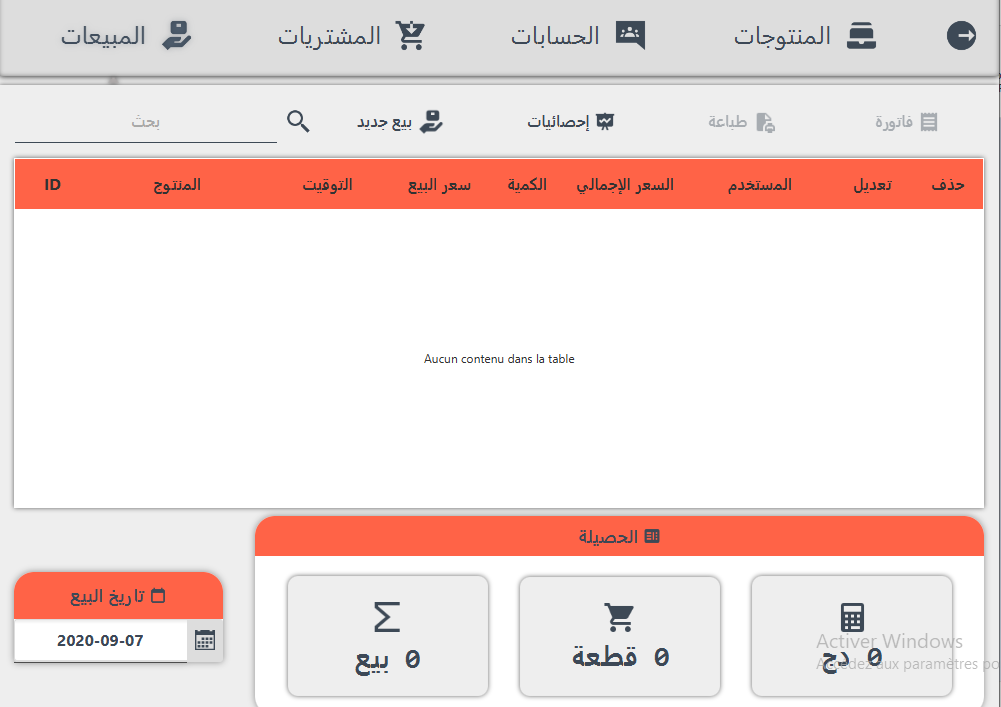 المنتوجات
الحسابات
المشتريات
المبيعات
فاتورة
طباعة
إحصائيات
بيع جديد
بحث
حذف
تعديل
المستخدم
السعر الإجمالي
الكمية
سعر البيع
التوقيت
المنتوج
ID
Aucun contenu dans la table
الحصيلة
0 دج
0 قطعة
0 بيع
تاريخ البيع
2020-09-07
Activer Windows
Accédez aux paramètres po